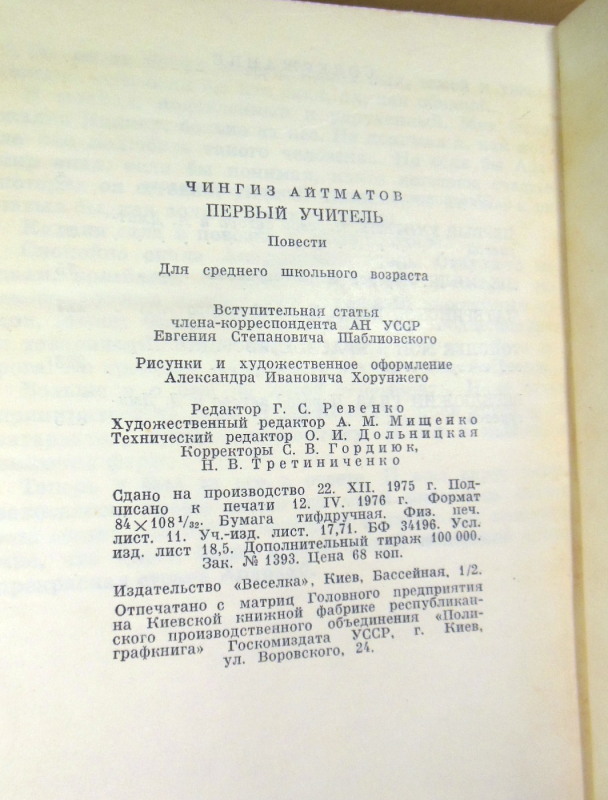 ЧИНГИЗ АЙТМАТОВ
ПЕРВЫЙ УЧИТЕЛЬ
Повести
Для среднего школьного возраста
Вступительная статья
члена-корреспондента АН УССР
Евгения Степановича Шаблиовского
Рисунки и художественное оформление
Александра Ивановича Хорунжего
Редактор Г. С. Ревенко
Художественный редактор А. М. Мищенко
Технический редактор О. И. Дольницкая
Корректоры С. В. Гордиюк,
Н. В. Третиниченко
Сдано на производство 22. XII. 1975 г. Под-
писано к печати 12. IV. 1976 г. Формат
84×108 1/32. Бумага тифдручная. Физ. печ.
лист. 11. Уч.-изд. лист. 17,71. БФ 34196. Усл.
изд. лист 18,5. Дополнительный тираж 100 000.
Зак. № 1393. Цена 68 коп.
Издательство «Веселка», Киев, Бассейная, 1/2.
Отпечатано с матриц Головного предприятия
на Киевской книжной фабрике республикан-
ского производственного объединения «Поли-
графкнига» Госкомиздата УССР, г. Киев,
ул. Воровского, 24.